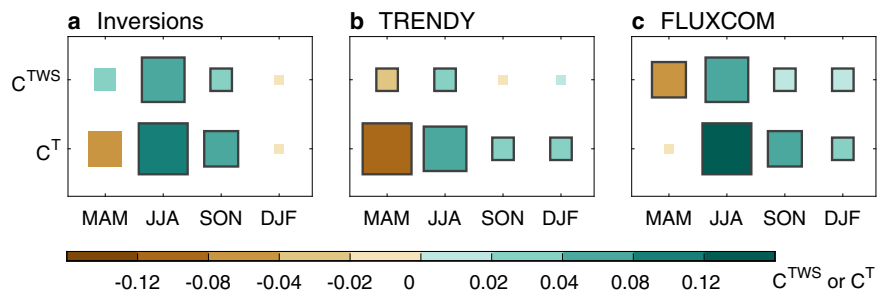 a Inversions b TRENDY c FLUXCOM
C^TWS
C^T
MAM JJA SON DJF MAM JJA SON DJF MAM JJA SON DJF
-0.12 -0.08 -0.04 -0.02 0 0.02 0.04 0.08 0.12 C^TWS or C^T